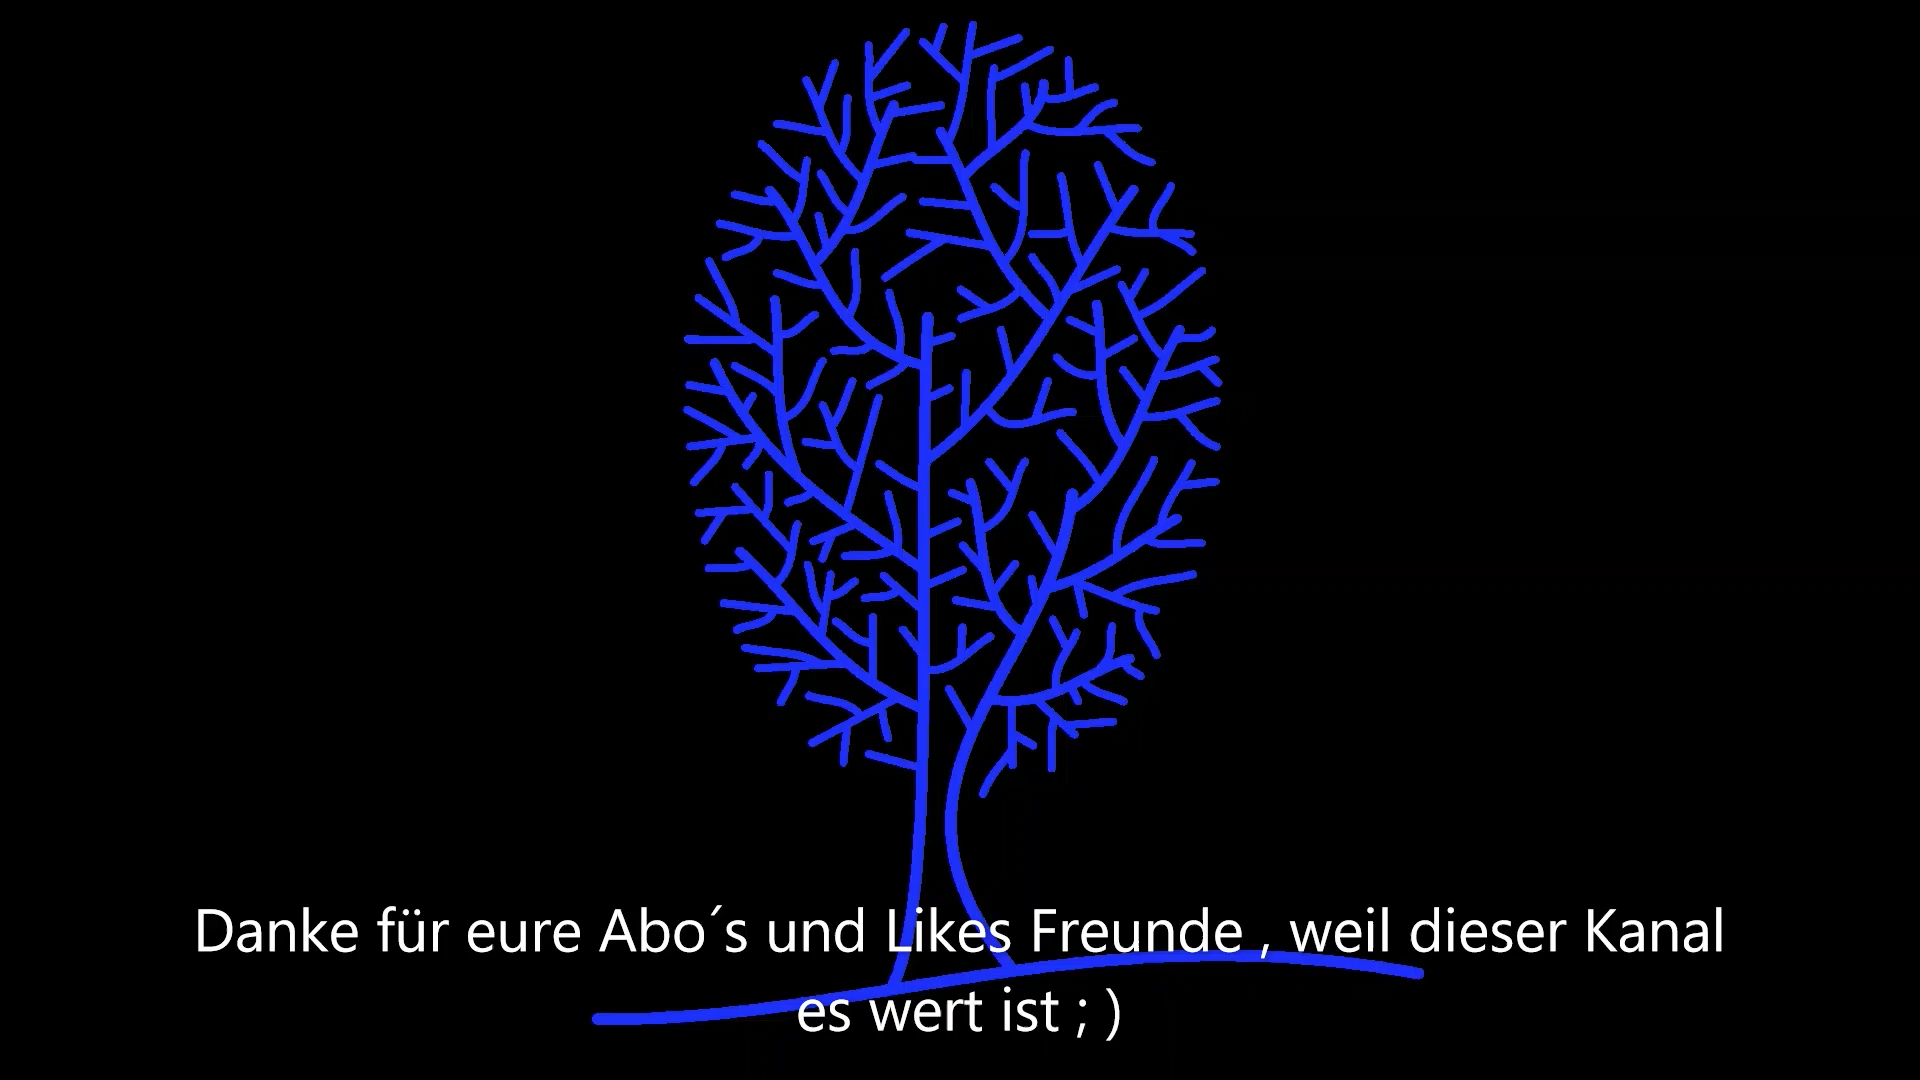 Danke für eure Abo´s und Likes Freunde , weil dieser Kanal
es wert ist ; )